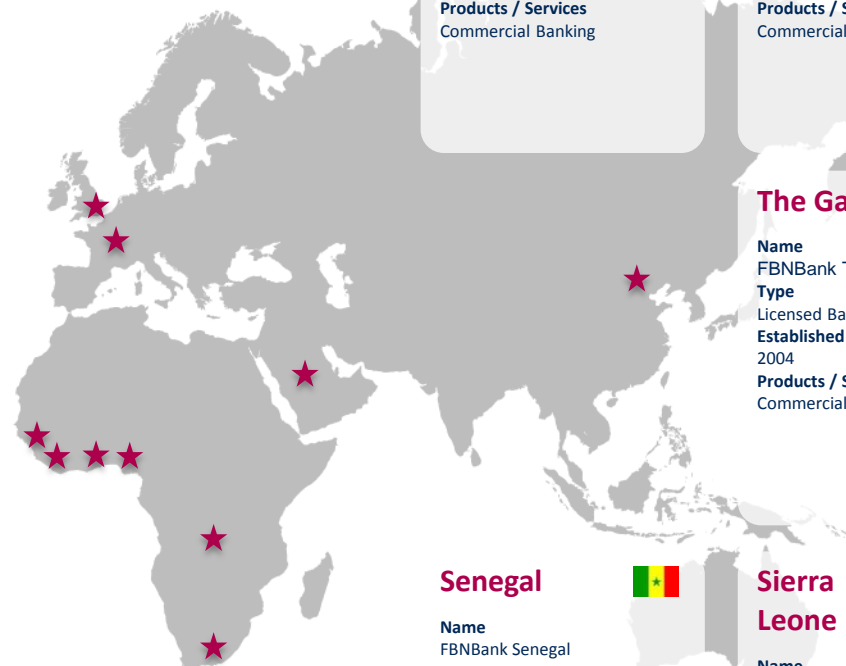 Products / Services
Commercial Banking
Products / S
Commercial
The Ga
Name
FBNBank T
Type
Licensed Ba
Established
2004
Products / S
Commercial
Senegal
Name
FBNBank Senegal
Sierra
Leone
Name